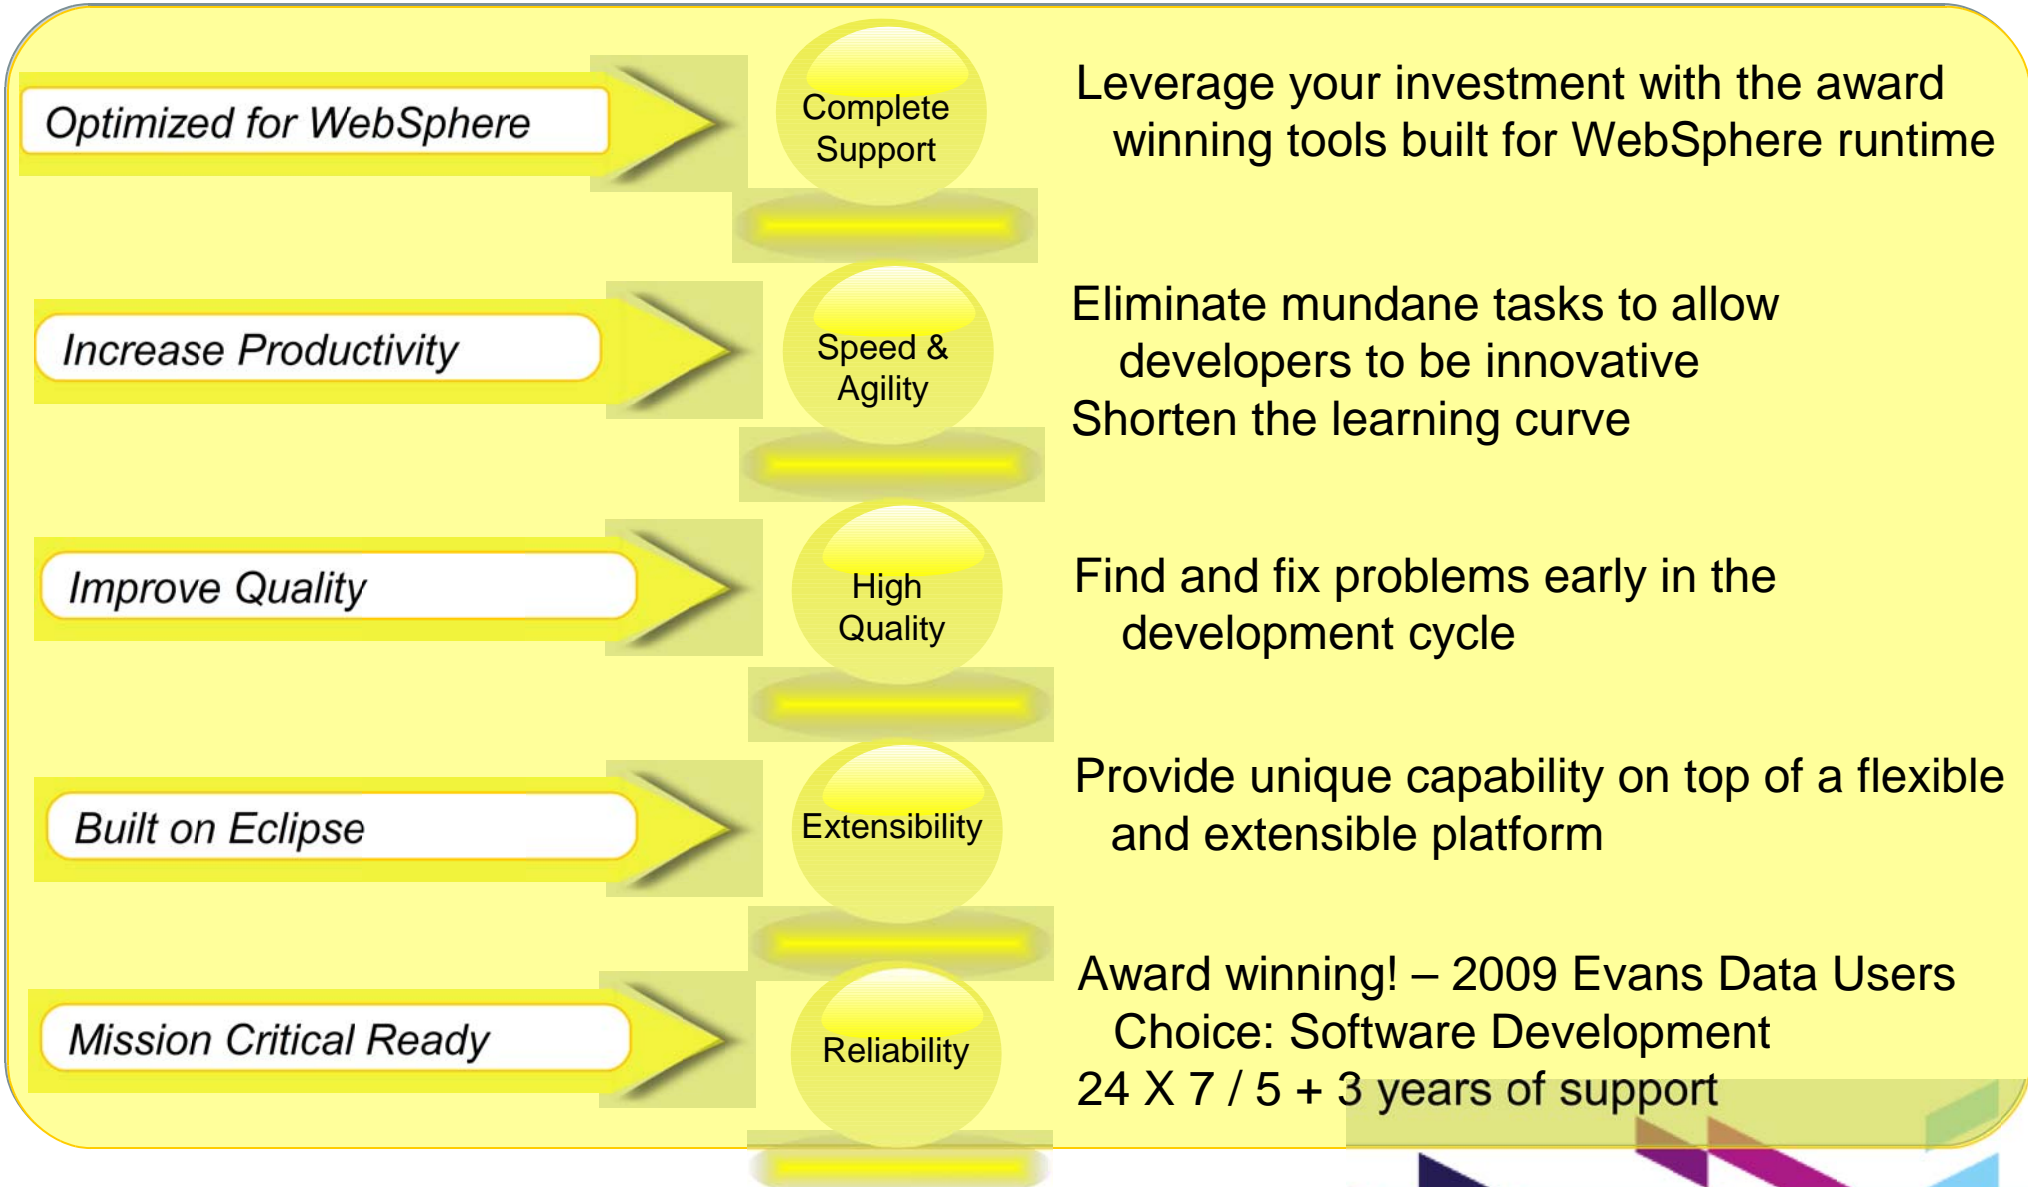 Optimized for WebSphere
Complete
Support
Leverage your investment with the award
winning tools built for WebSphere runtime
Increase Productivity
Speed &
Agility
Eliminate mundane tasks to allow
developers to be innovative
Shorten the learning curve
Improve Quality
High
Quality
Find and fix problems early in the
development cycle
Built on Eclipse
Extensibility
Provide unique capability on top of a flexible
and extensible platform
Mission Critical Ready
Reliability
Award winning! – 2009 Evans Data Users
Choice: Software Development
24 X 7 / 5 + 3 years of support